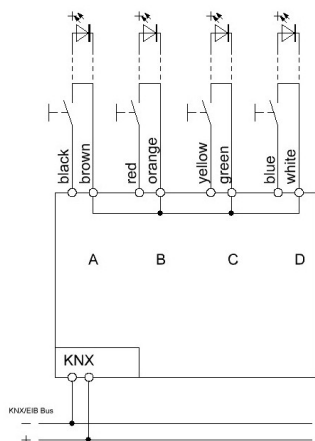 black
brown
red
orange
yellow
green
blue
white
A
B
C
D
KNX
KNX/EIB Bus
−
+